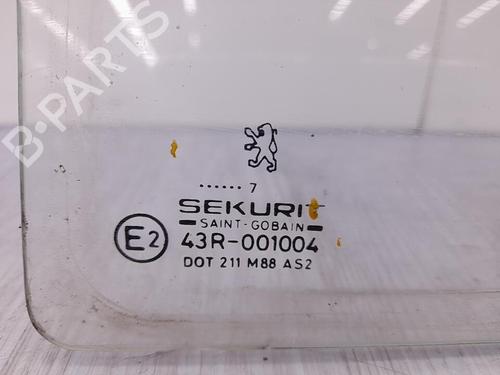 B-PARTS
...... 7
SEKURIT
SAINT-GOBAIN
E2 43R-001004
DOT 211 M88 AS2